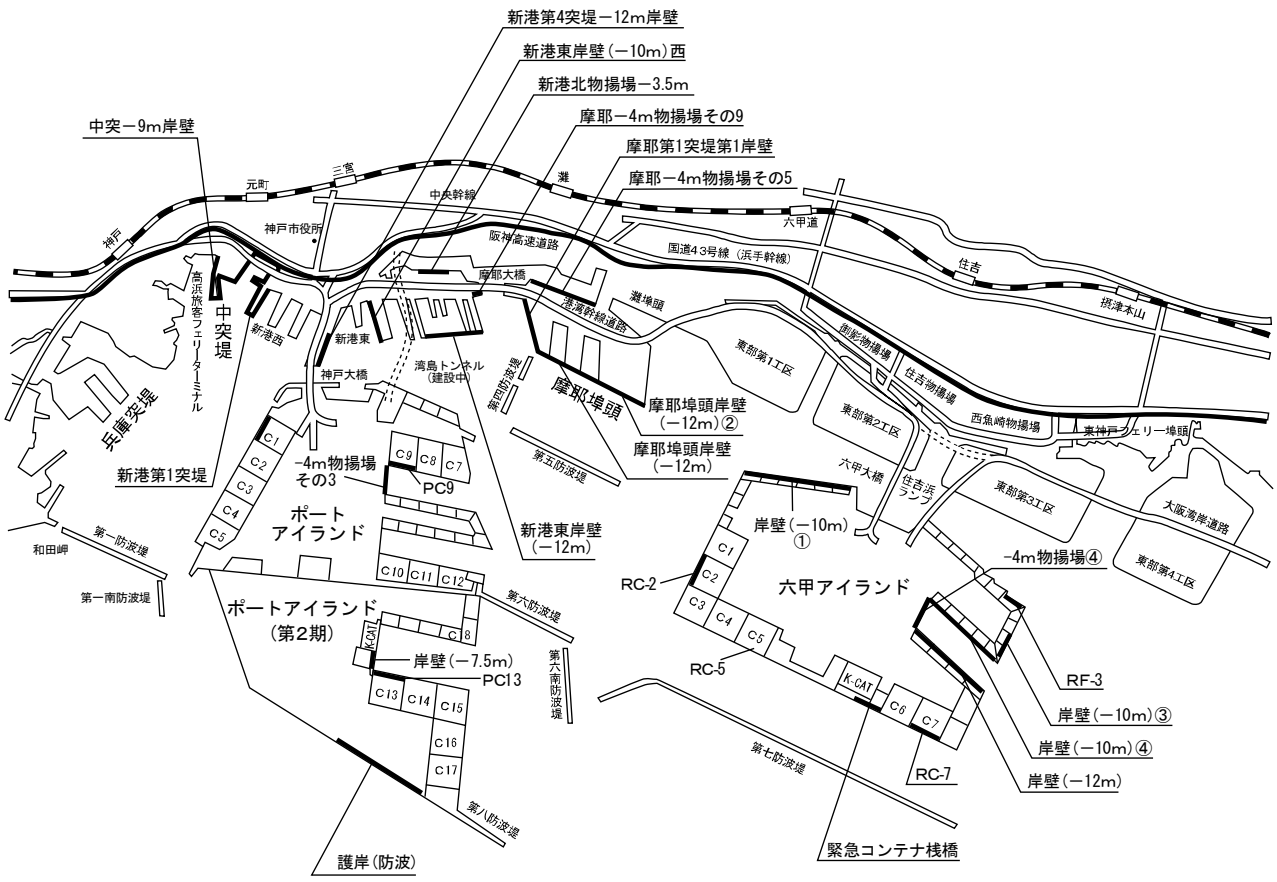 新港第4突堤－12m岸壁
新港東岸壁(－10m)西
新港北物揚場－3.5m
摩耶－4m物揚場その9
中突－9m岸壁
摩耶第1突堤第1岸壁
摩耶－4m物揚場その5
三宮
灘
元町
中央幹線
六甲道
神戸
神戸市役所
阪神高速道路
国道43号線(浜手幹線)
住吉
摩耶大橋
摂津本山
高浜旅客フェリーターミナル
中突堤
新港西
新港東
港湾幹線道路
灘埠頭
御影物揚場
東部第1工区
住吉物揚場
湾島トンネル
(建設中)
第四防波堤
摩耶埠頭
神戸大橋
兵庫突堤
摩耶埠頭岸壁
(－12m)②
東部第2工区
西魚崎物揚場
東神戸フェリー埠頭
摩耶埠頭岸壁
(－12m)
新港第1突堤
C1
C2
C3
C4
C5
-4m物揚場
その3
C9
C8
C7
PC9
第五防波堤
六甲大橋
住吉浜
ランプ
東部第3工区
大阪湾岸道路
東部第4工区
岸壁(－10m)
①
新港東岸壁
(－12m)
ポート
アイランド
第一防波堤
和田岬
第一南防波堤
-4m物揚場④
C10
C11
C12
C1
C2
C3
C4
C5
RC-2
RC-5
六甲アイランド
ポートアイランド
(第2期)
第六防波堤
C8
K-CAT
岸壁(－7.5m)
PC13
第六南防波堤
C13
C14
C15
C16
C17
K-CAT
C6
C7
RF-3
岸壁(－10m)③
岸壁(－10m)④
岸壁(－12m)
RC-7
第七防波堤
第八防波堤
護岸(防波)
緊急コンテナ桟橋